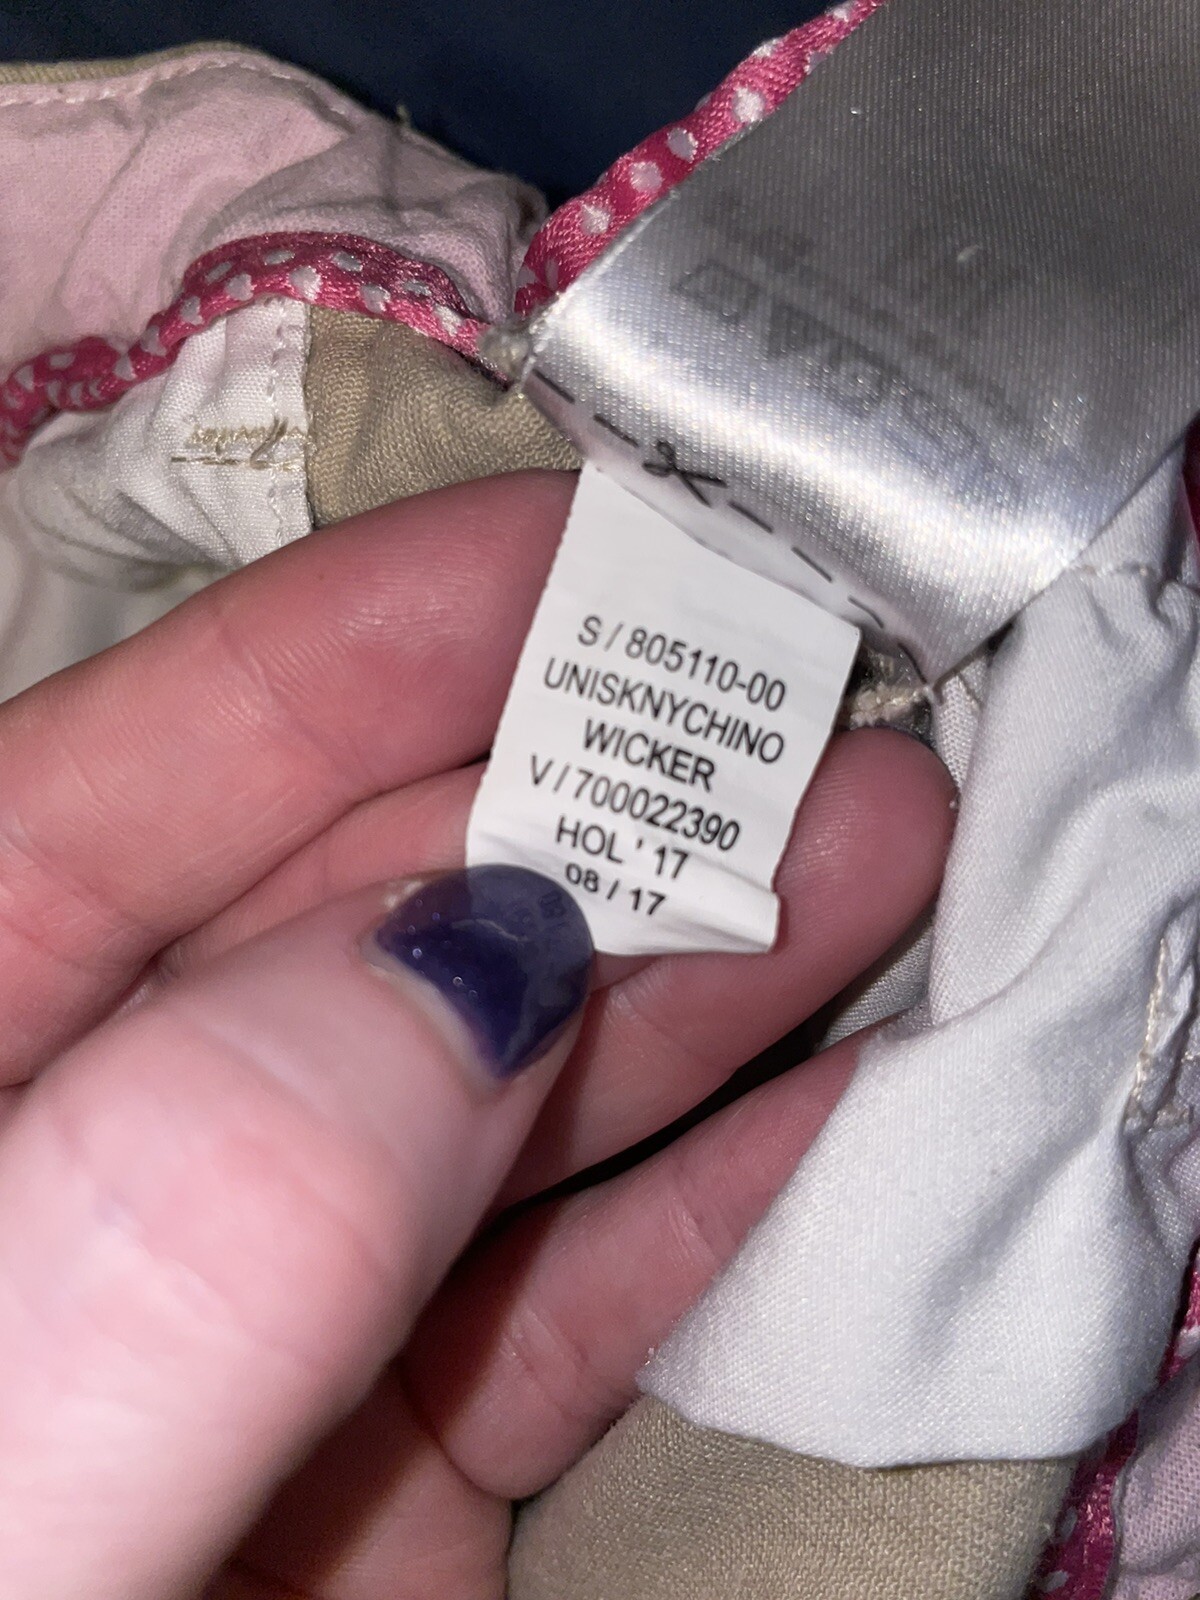 S / 805110-00
UNISKNYCHINO
WICKER
V / 700022390
HOL ' 17
08 / 17